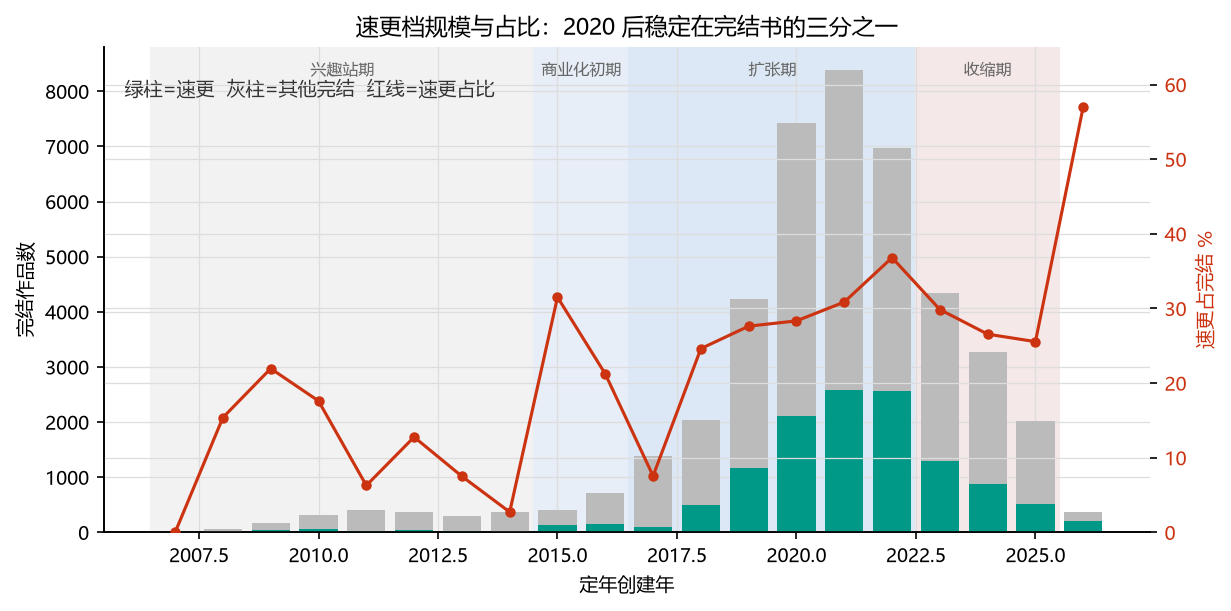 速更档规模与占比：2020 后稳定在完结书的三分之一
兴趣站期
商业化初期
扩张期
收缩期
绿柱=速更 灰柱=其他完结 红线=速更占比
完结作品数
8000
7000
6000
5000
4000
3000
2000
1000
0
速更占完结 %
60
50
40
30
20
10
0
2007.5
2010.0
2012.5
2015.0
2017.5
2020.0
2022.5
2025.0
定年创建年